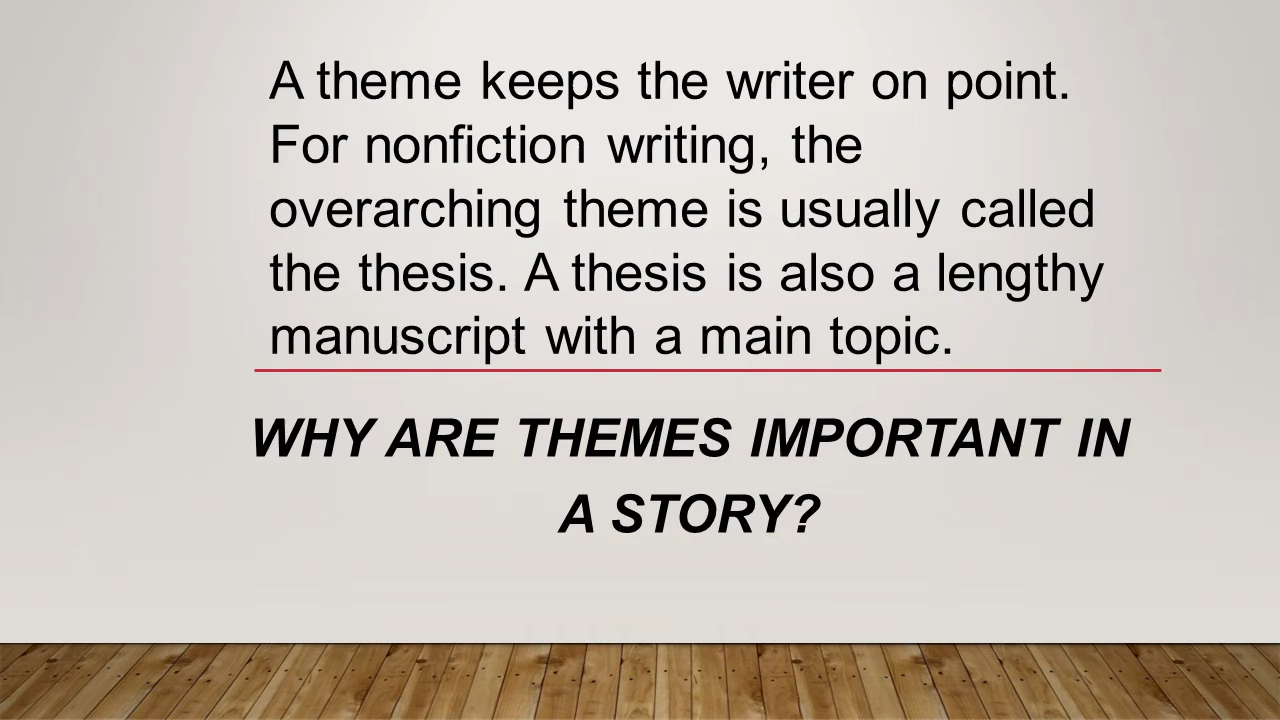 A theme keeps the writer on point.
For nonfiction writing, the
overarching theme is usually called
the thesis. A thesis is also a lengthy
manuscript with a main topic.
WHY ARE THEMES IMPORTANT IN
A STORY?